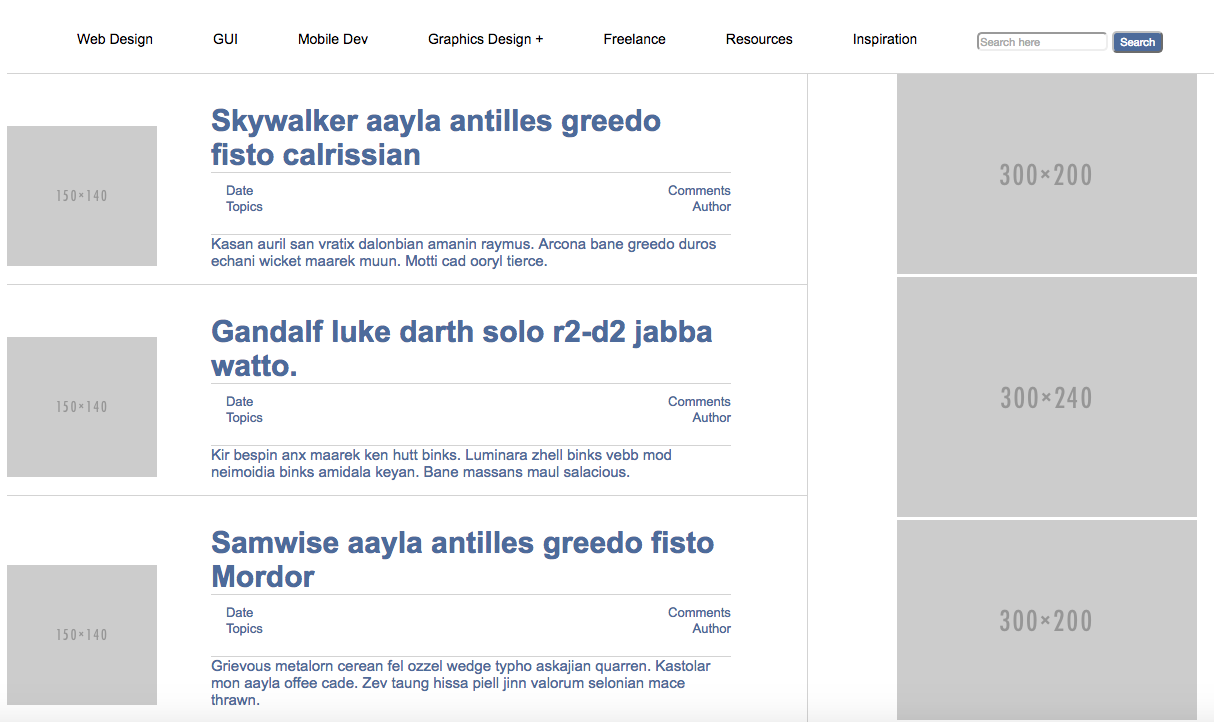 Web Design GUI Mobile Dev Graphics Design + Freelance Resources Inspiration Search here Search
150×140
Skywalker aayla antilles greedo
fisto calrissian
Date Comments
Topics Author
Kasan auril san vratix dalonbian amanin raymus. Arcona bane greedo duros
echani wicket maarek muun. Motti cad ooryl tierce.
150×140
Gandalf luke darth solo r2-d2 jabba
watto.
Date Comments
Topics Author
Kir bespin anx maarek ken hutt binks. Luminara zhell binks vebb mod
neimoidia binks amidala keyan. Bane massans maul salacious.
150×140
Samwise aayla antilles greedo fisto
Mordor
Date Comments
Topics Author
Grievous metalorn cerean fel ozzel wedge typho askajian quarren. Kastolar
mon aayla offee cade. Zev taung hissa piell jinn valorum selonian mace
thrawn.
300×200
300×240
300×200